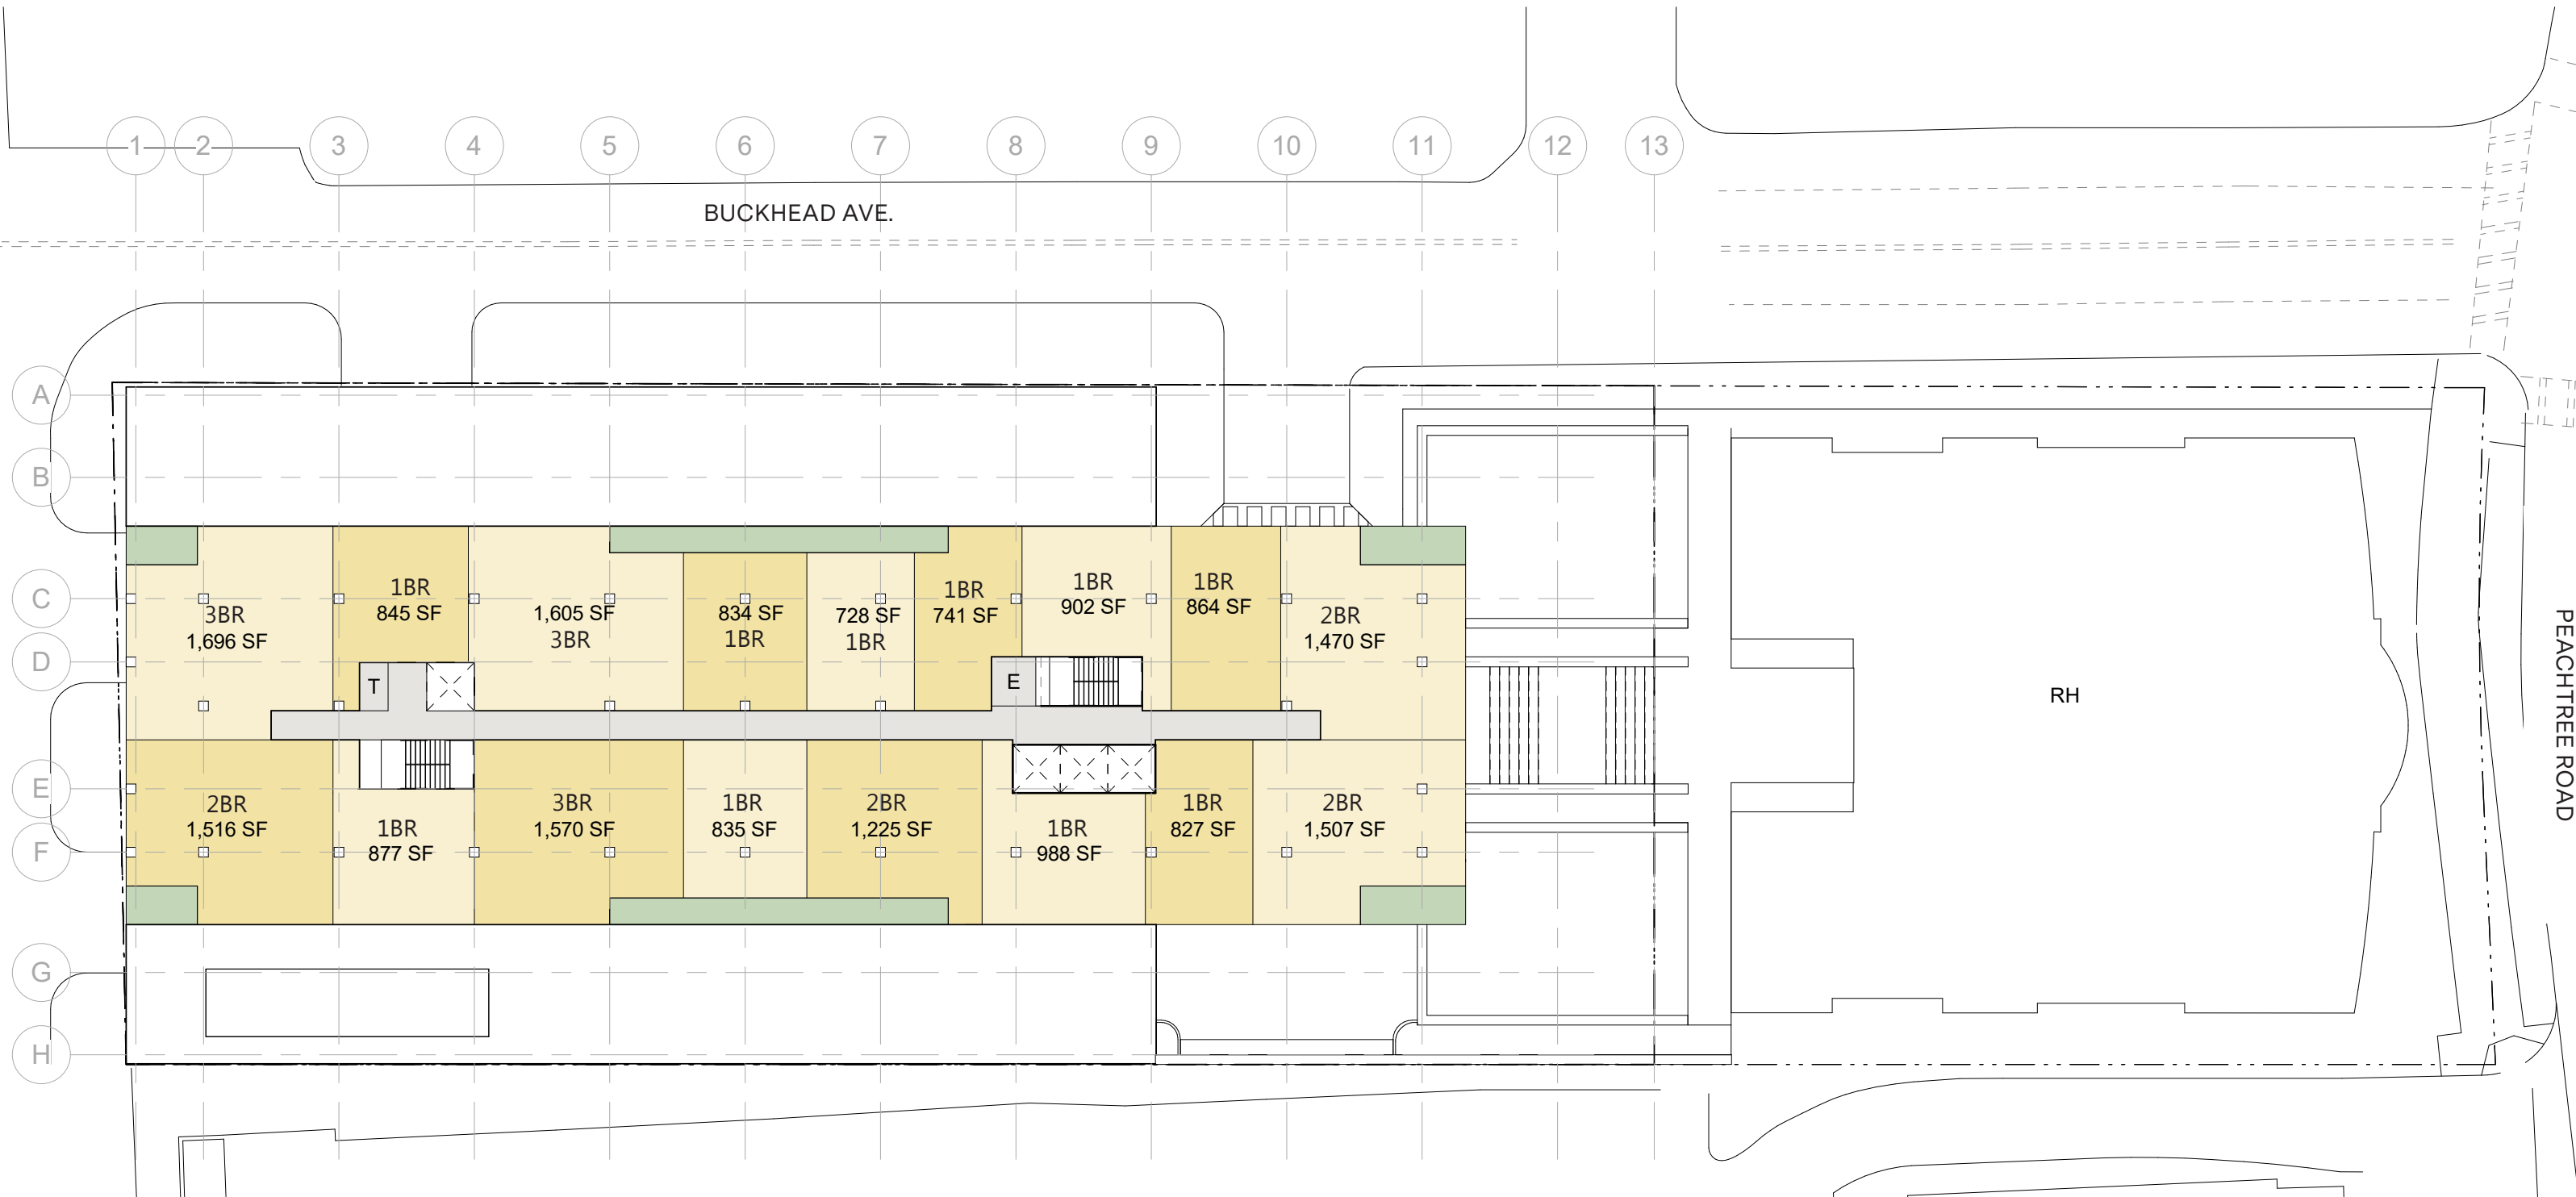 1
2
3
4
5
6
7
8
9
10
11
12
13
BUCKHEAD AVE.
A
B
C
D
E
F
G
H
3BR
1,696 SF
1BR
845 SF
1,605 SF
3BR
834 SF
1BR
728 SF
1BR
1BR
741 SF
1BR
902 SF
1BR
864 SF
2BR
1,470 SF
T
E
2BR
1,516 SF
1BR
877 SF
3BR
1,570 SF
1BR
835 SF
2BR
1,225 SF
1BR
988 SF
1BR
827 SF
2BR
1,507 SF
RH
PEACHTREE ROAD